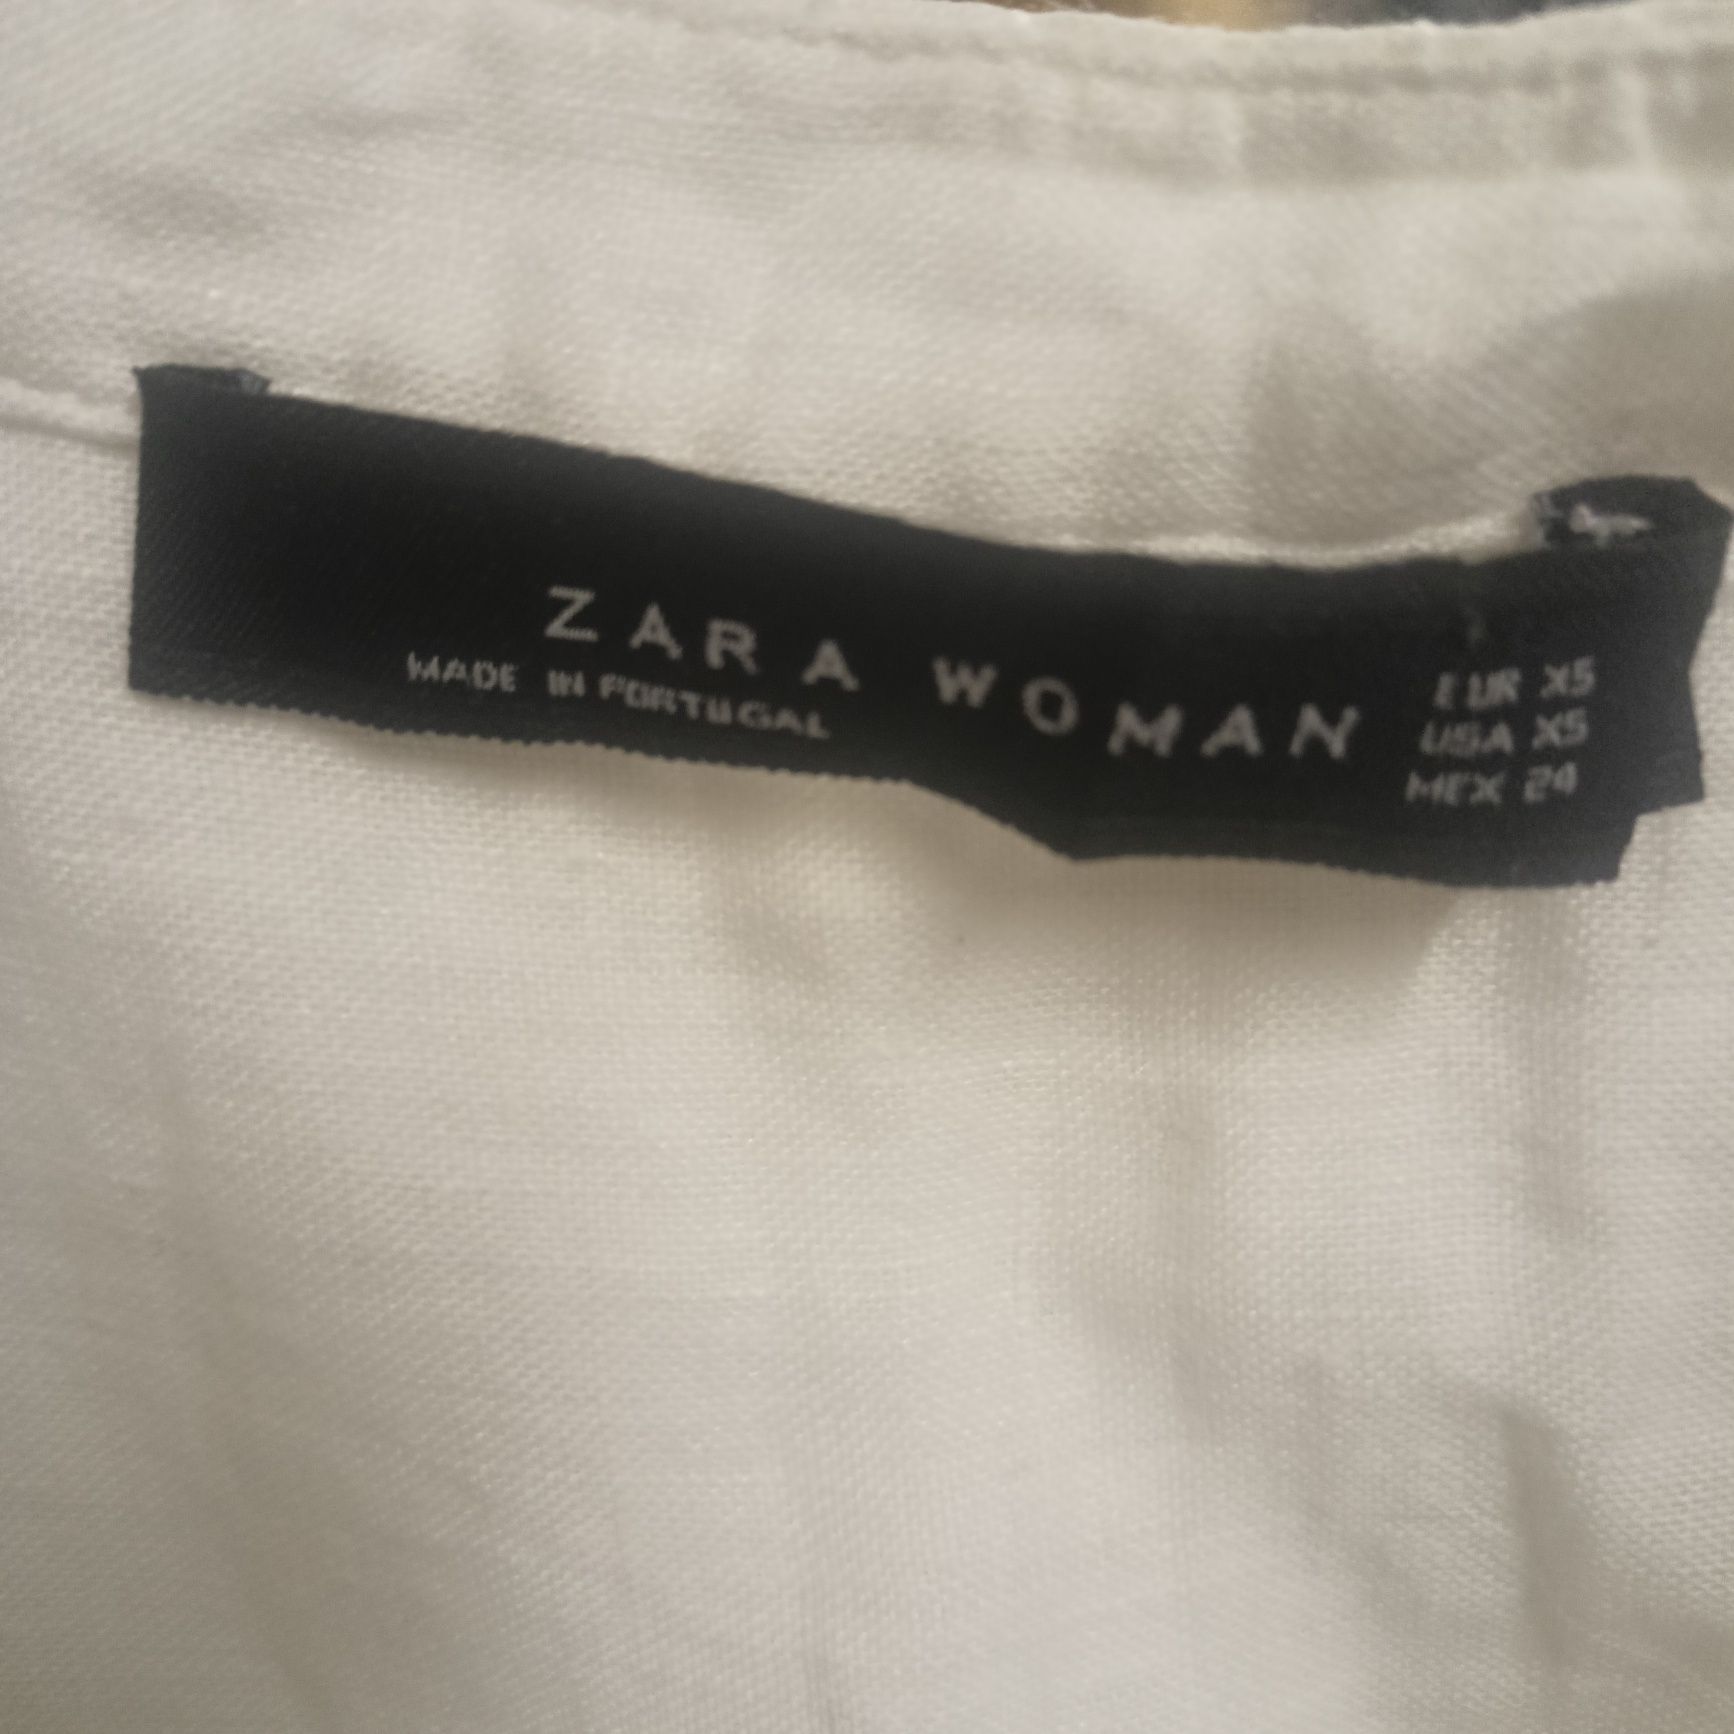 ZARA WOMAN
MADE IN PORTUGAL
EUR XS
USA XS
MEX 24